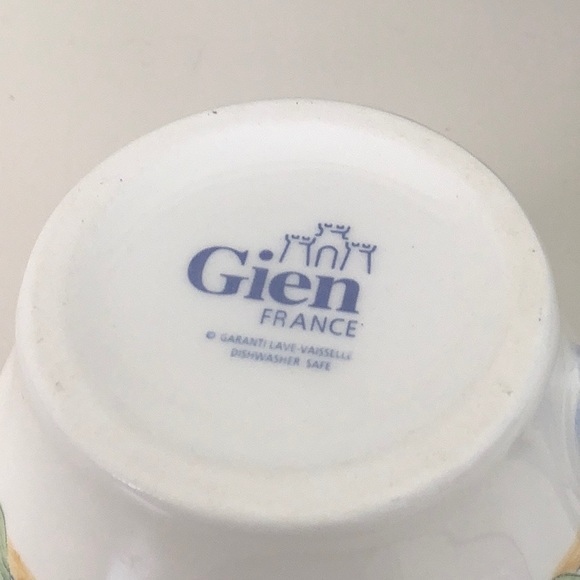 Gien
FRANCE
© GARANTI LAVE-VAISSELLE
DISHWASHER SAFE